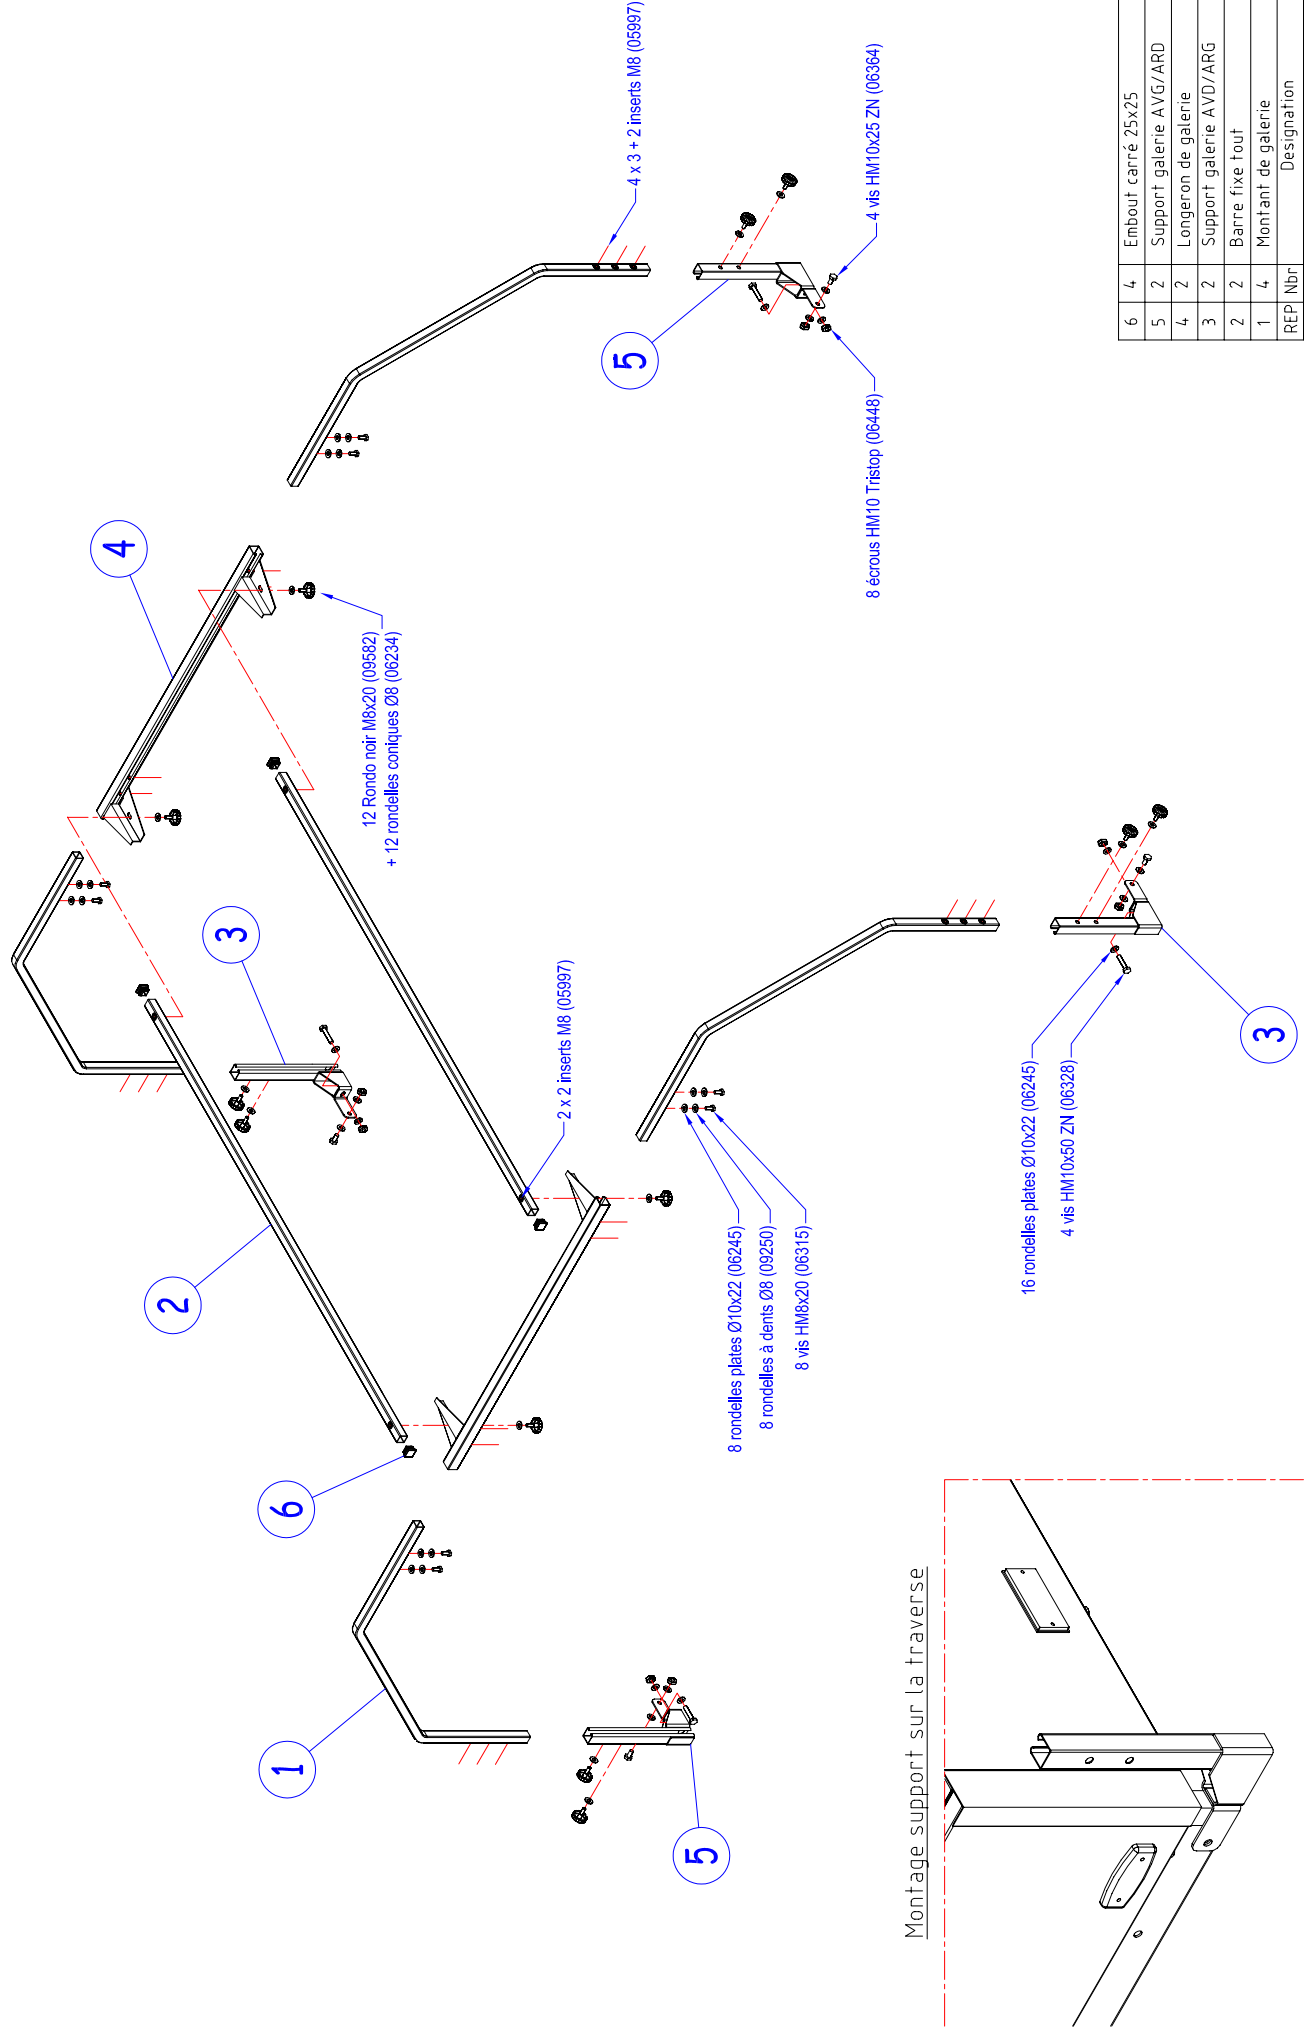 4
12 Rondo noir M8x20 (09582)
+ 12 rondelles coniques Ø8 (06234)
4 x 3 + 2 inserts M8 (05997)
5
4 vis HM10x25 ZN (06364)
8 écrous HM10 Tristop (06448)
3
2
2 x 2 inserts M8 (05997)
6
1
5
8 rondelles plates Ø10x22 (06245)
8 rondelles à dents Ø8 (09250)
8 vis HM8x20 (06315)
16 rondelles plates Ø10x22 (06245)
4 vis HM10x50 ZN (06328)
3
Montage support sur la traverse
6 4 Embout carré 25x25
5 2 Support galerie AVG/ARD
4 2 Longeron de galerie
3 2 Support galerie AVD/ARG
2 2 Barre fixe tout
1 4 Montant de galerie
REP Nbr Designation